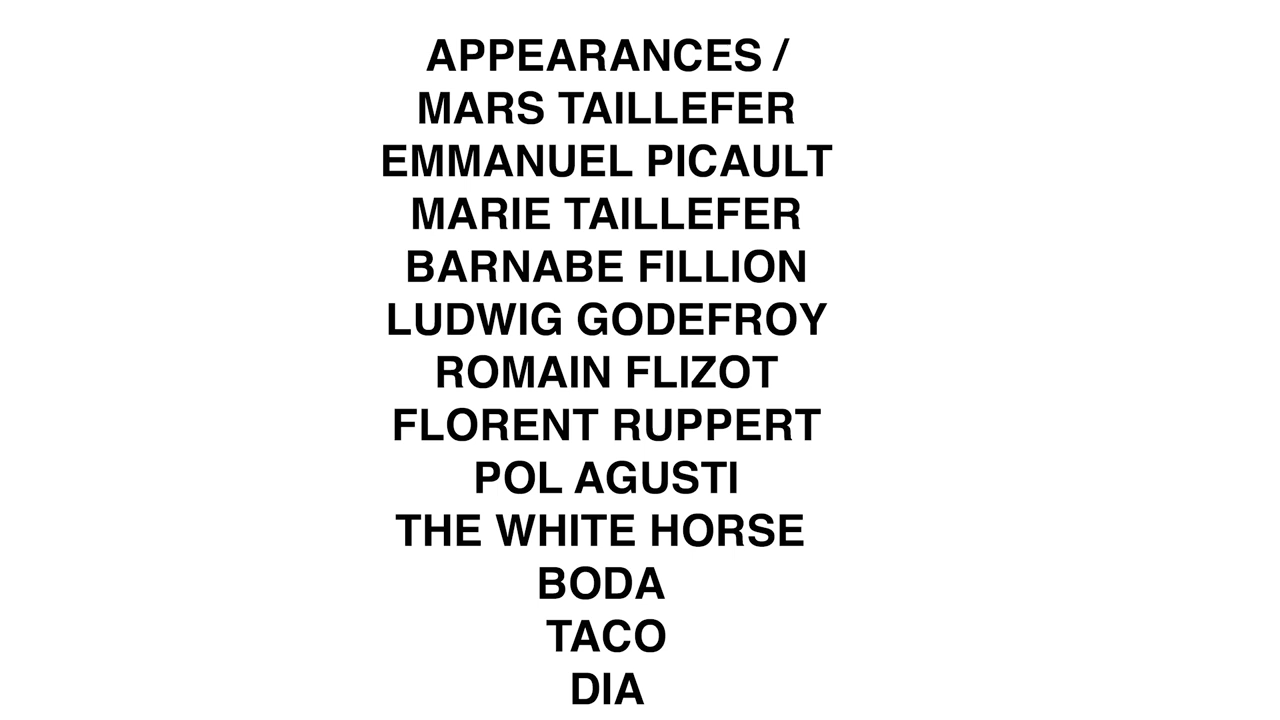 APPEARANCES /
MARS TAILLEFER
EMMANUEL PICAULT
MARIE TAILLEFER
BARNABE FILLION
LUDWIG GODEFROY
ROMAIN FLIZOT
FLORENT RUPPERT
POL AGUSTI
THE WHITE HORSE
BODA
TACO
DIA